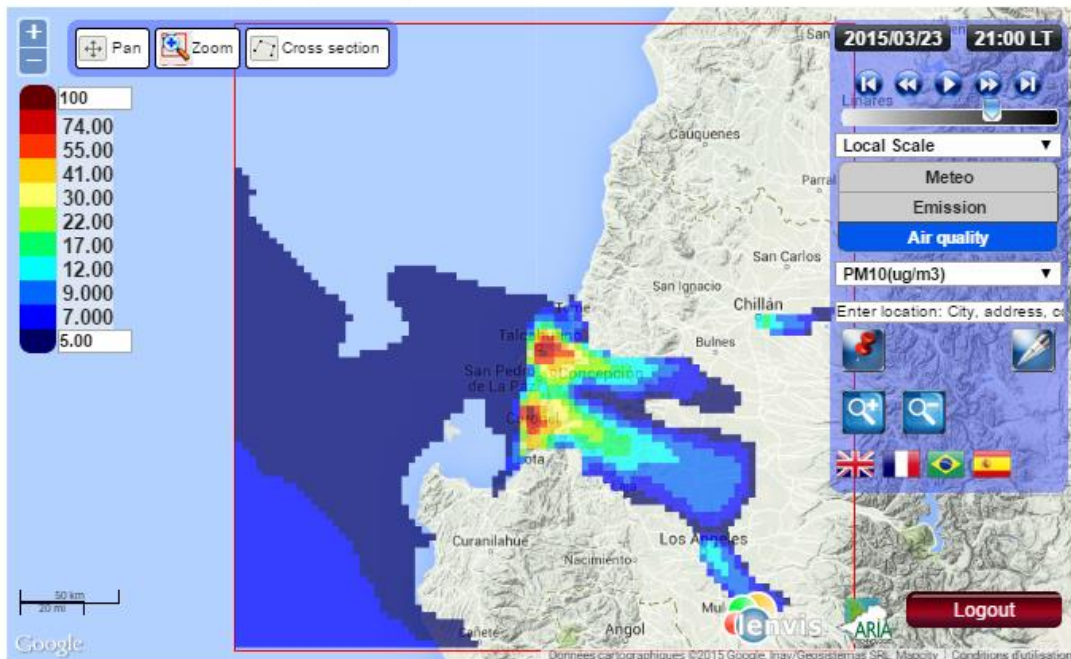 +
−
Pan
Zoom
Cross section
2015/03/23
21:00 LT
100
74.00
55.00
41.00
30.00
22.00
17.00
12.00
9.000
7.000
5.00
San
Linares
Local Scale
Meteo
Emission
Air quality
PM10(ug/m3)
Enter location: City, address, co
Cauquenes
Parral
San Carlos
San Ignacio
Chillán
Bulnes
Tome
Talcahuano
San Pedro
de La Paz
Concepción
Coronel
ota
Los Angeles
Curanilahue
Nacimiento
Mul
Angol
Cañete
50 km
20 mi
lenvis
ARIA
Logout
Google
Données cartographiques ©2015 Google, Inav/Geosistemas SRL, Mapcity
Conditions d'utilisation